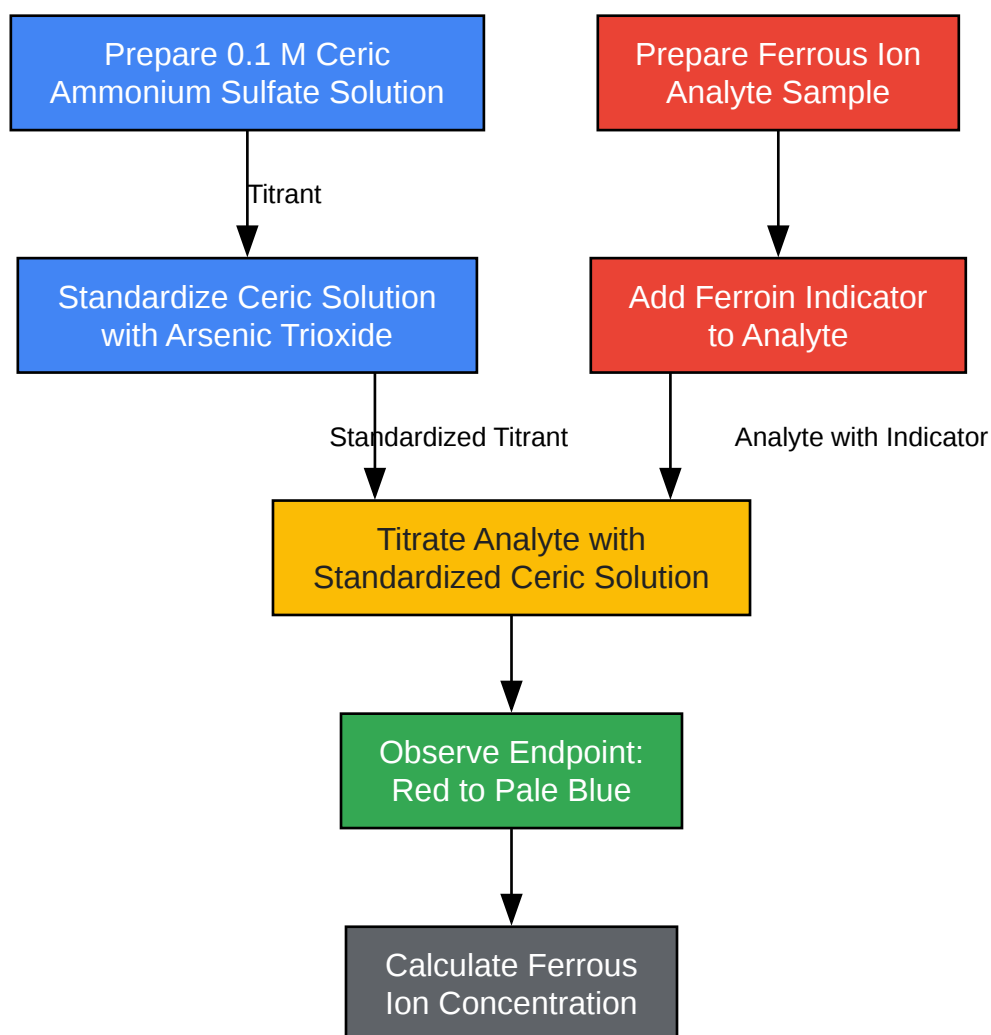 Prepare 0.1 M Ceric
Ammonium Sulfate Solution
Prepare Ferrous Ion
Analyte Sample
Titrant
Standardize Ceric Solution
with Arsenic Trioxide
Add Ferroin Indicator
to Analyte
Standardized Titrant
Analyte with Indicator
Titrate Analyte with
Standardized Ceric Solution
Observe Endpoint:
Red to Pale Blue
Calculate Ferrous
Ion Concentration